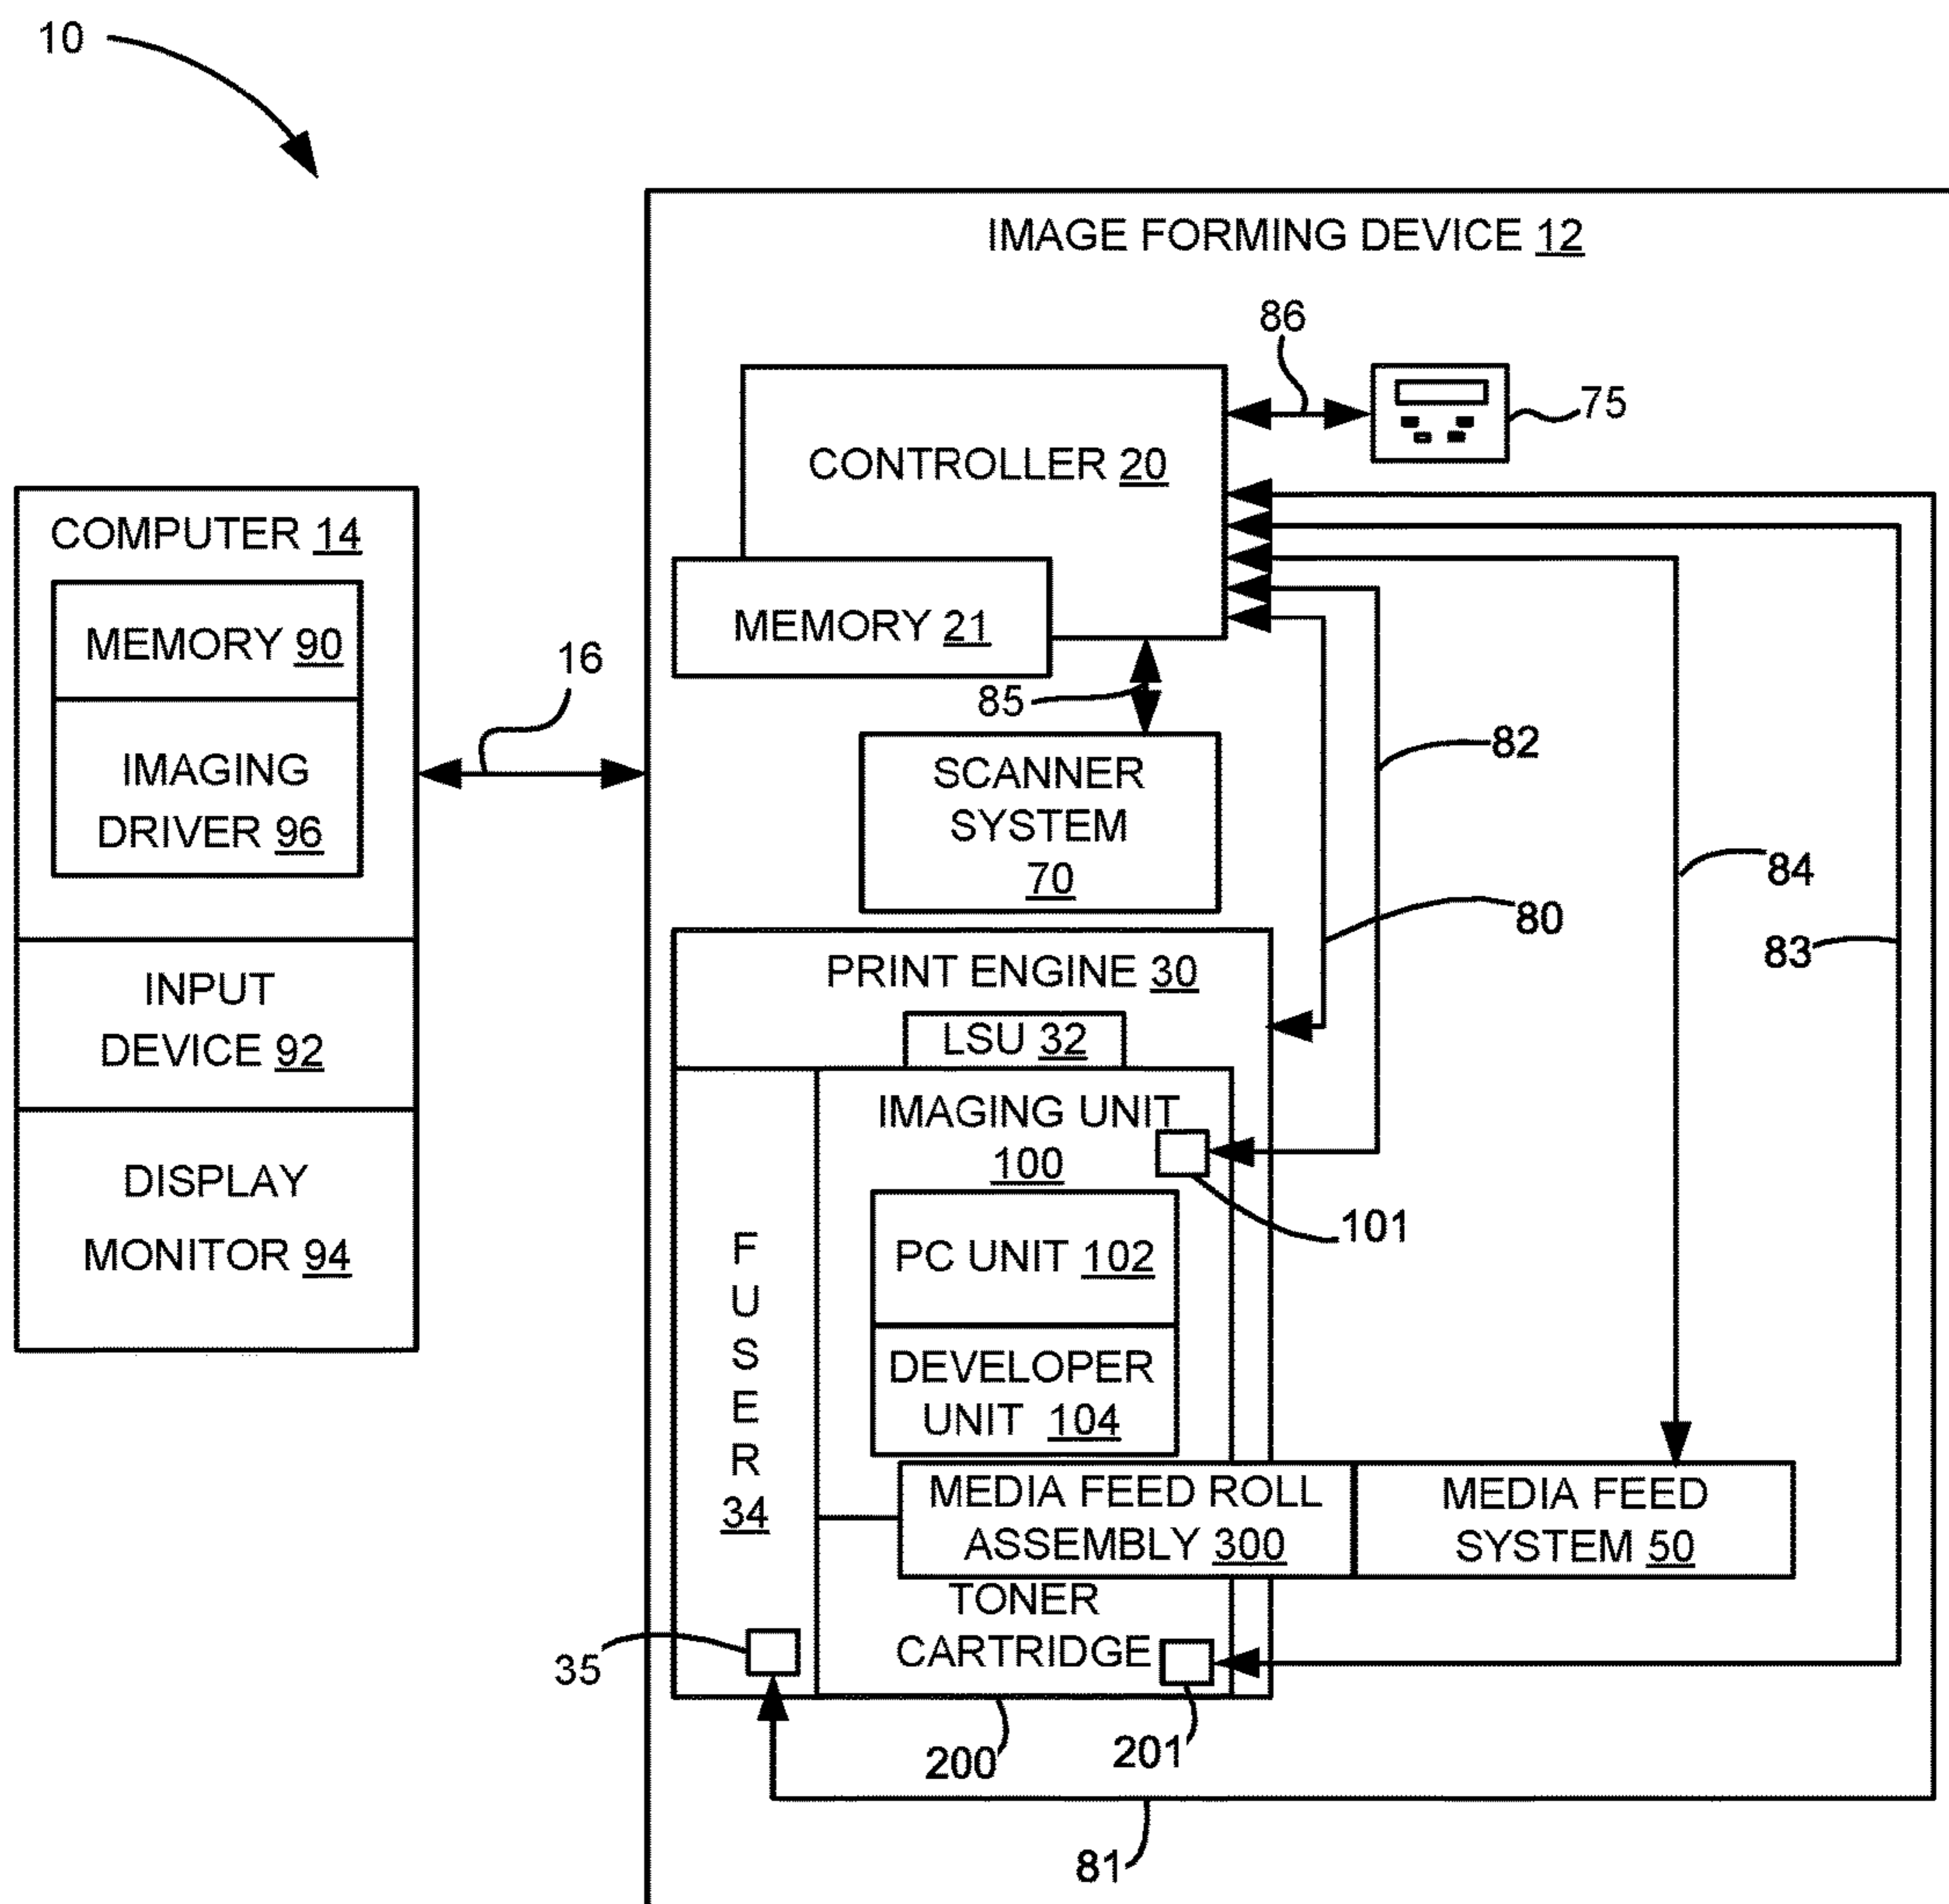 10
IMAGE FORMING DEVICE 12
86
75
CONTROLLER 20
MEMORY 21
85
COMPUTER 14
MEMORY 90
IMAGING
DRIVER 96
INPUT
DEVICE 92
DISPLAY
MONITOR 94
16
SCANNER
SYSTEM
70
82
84
80
83
PRINT ENGINE 30
LSU 32
IMAGING UNIT
100
101
PC UNIT 102
DEVELOPER
UNIT 104
FUSER
34
MEDIA FEED ROLL
ASSEMBLY 300
MEDIA FEED
SYSTEM 50
TONER
CARTRIDGE
35
200
201
81